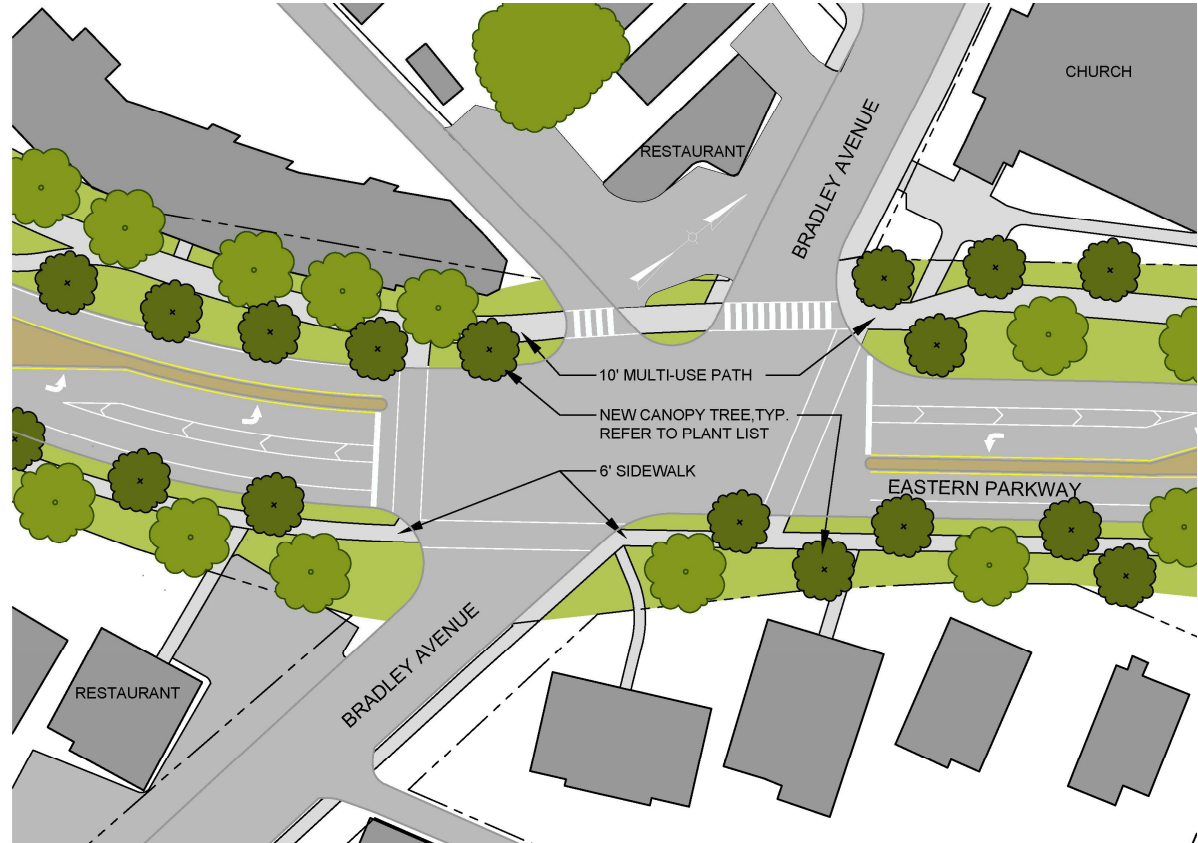 CHURCH
RESTAURANT
BRADLEY AVENUE
10' MULTI-USE PATH
NEW CANOPY TREE,TYP.
REFER TO PLANT LIST
6' SIDEWALK
EASTERN PARKWAY
BRADLEY AVENUE
RESTAURANT